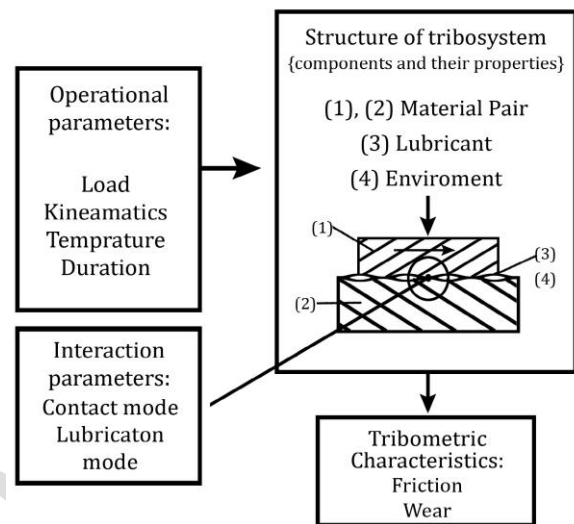 Operational
parameters:
Load
Kineamatics
Temprature
Duration
Interaction
parameters:
Contact mode
Lubricaton
mode
Structure of tribosystem
{components and their properties}
(1), (2) Material Pair
(3) Lubricant
(4) Enviroment
(1)
(3)
(4)
(2)
Tribometric
Characteristics:
Friction
Wear